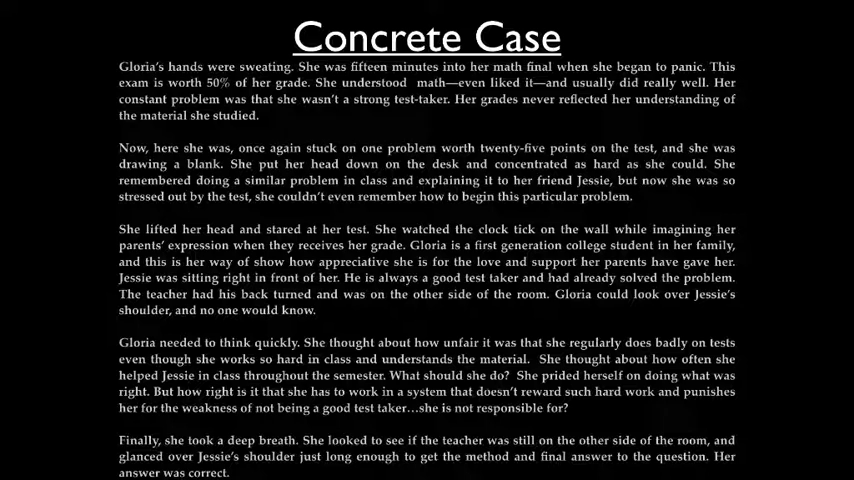 Concrete Case
Gloria's hands were sweating. She was fifteen minutes into her math final when she began to panic. This
exam is worth 50% of her grade. She understood math—even liked it—and usually did really well. Her
constant problem was that she wasn't a strong test-taker. Her grades never reflected her understanding of
the material she studied.
Now, here she was, once again stuck on one problem worth twenty-five points on the test, and she was
drawing a blank. She put her head down on the desk and concentrated as hard as she could. She
remembered doing a similar problem in class and explaining it to her friend Jessie, but now she was so
stressed out by the test, she couldn't even remember how to begin this particular problem.
She lifted her head and stared at her test. She watched the clock tick on the wall while imagining her
parents' expression when they receives her grade. Gloria is a first generation college student in her family,
and this is her way of show how appreciative she is for the love and support her parents have gave her.
Jessie was sitting right in front of her. He is always a good test taker and had already solved the problem.
The teacher had his back turned and was on the other side of the room. Gloria could look over Jessie's
shoulder, and no one would know.
Gloria needed to think quickly. She thought about how unfair it was that she regularly does badly on tests
even though she works so hard in class and understands the material. She thought about how often she
helped Jessie in class throughout the semester. What should she do? She prided herself on doing what was
right. But how right is it that she has to work in a system that doesn't reward such hard work and punishes
her for the weakness of not being a good test taker…she is not responsible for?
Finally, she took a deep breath. She looked to see if the teacher was still on the other side of the room, and
glanced over Jessie's shoulder just long enough to get the method and final answer to the question. Her
answer was correct.